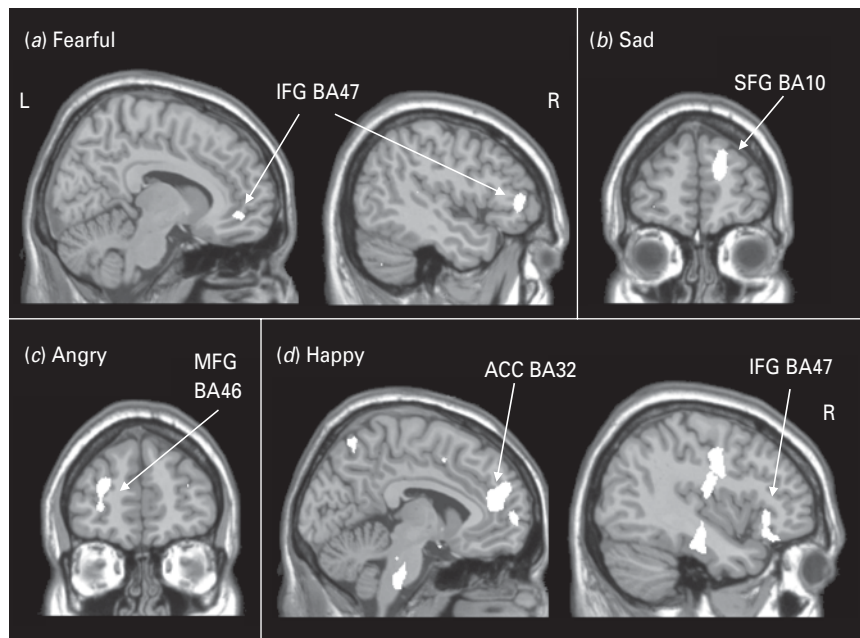 (a) Fearful
L
IFG BA47
R
(b) Sad
SFG BA10
(c) Angry
MFG
BA46
(d) Happy
ACC BA32
IFG BA47
R